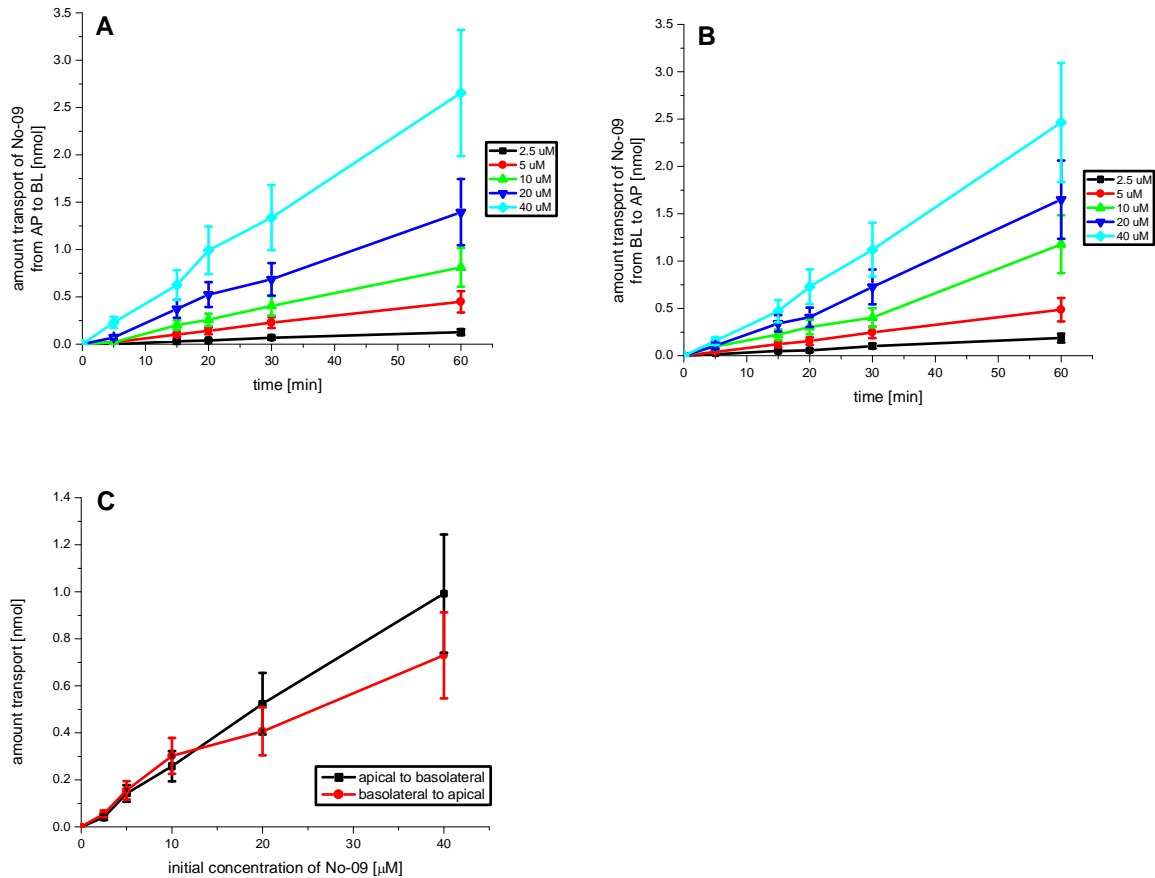 A
3.5
3.0
2.5
2.0
1.5
1.0
0.5
0.0
0 10 20 30 40 50 60
time [min]
amount transport of No-09
from AP to BL [nmol]
2.5 uM
5 uM
10 uM
20 uM
40 uM
B
3.5
3.0
2.5
2.0
1.5
1.0
0.5
0.0
0 10 20 30 40 50 60
time [min]
amount transport of No-09
from BL to AP [nmol]
2.5 uM
5 uM
10 uM
20 uM
40 uM
C
1.4
1.2
1.0
0.8
0.6
0.4
0.2
0.0
0 10 20 30 40
initial concentration of No-09 [μM]
amount transport [nmol]
apical to basolateral
basolateral to apical